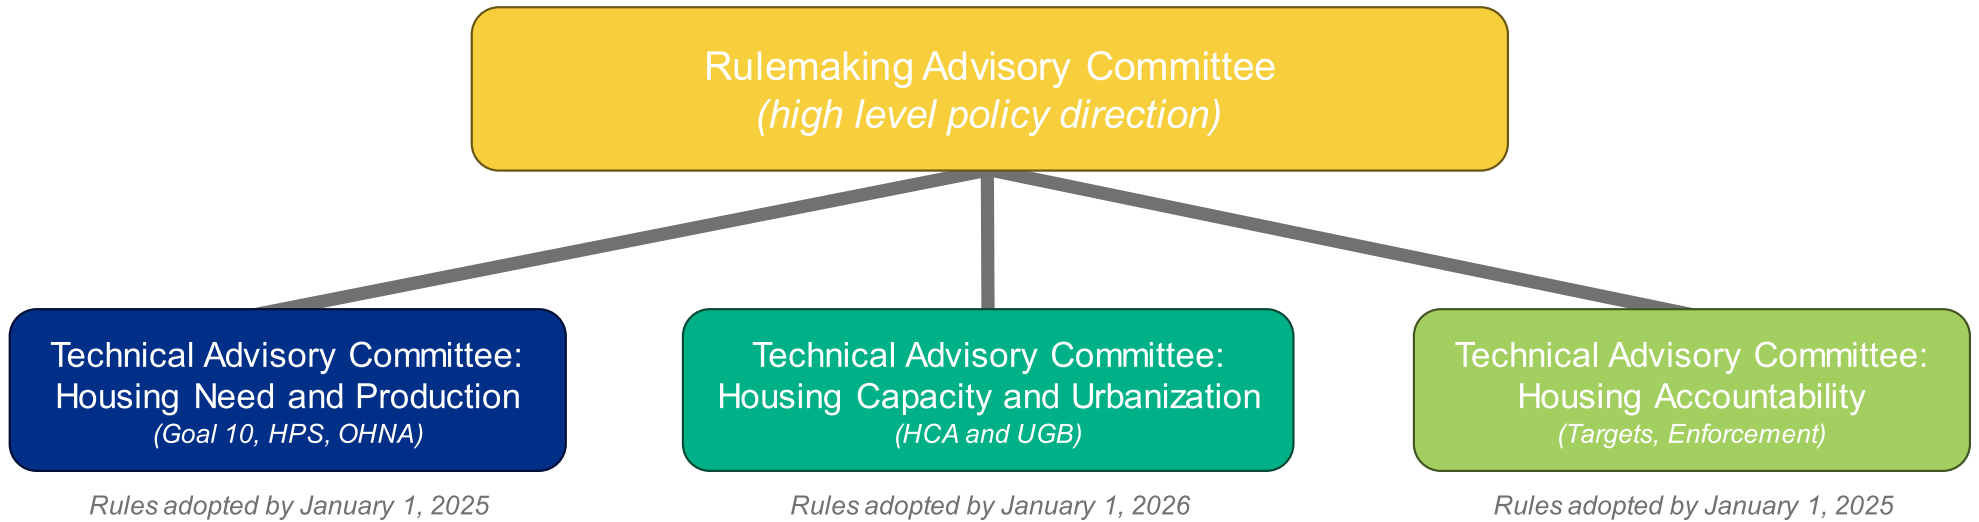 Rulemaking Advisory Committee
(high level policy direction)
Technical Advisory Committee:
Housing Need and Production
(Goal 10, HPS, OHNA)
Rules adopted by January 1, 2025
Technical Advisory Committee:
Housing Capacity and Urbanization
(HCA and UGB)
Rules adopted by January 1, 2026
Technical Advisory Committee:
Housing Accountability
(Targets, Enforcement)
Rules adopted by January 1, 2025